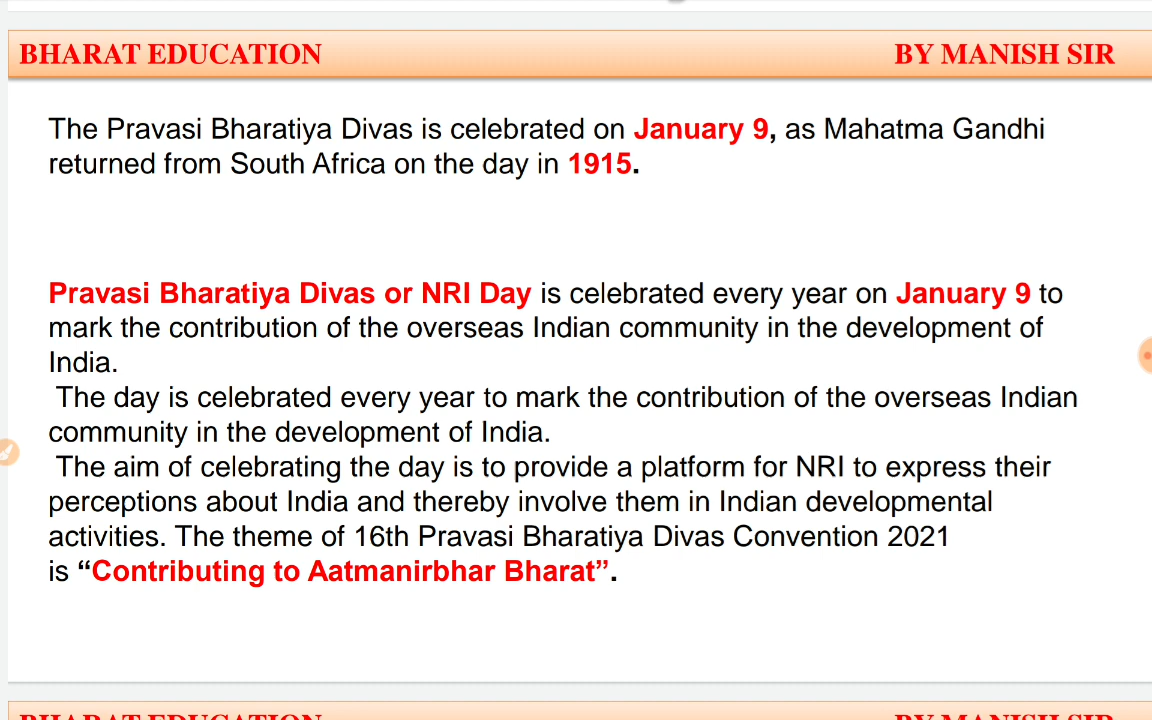 BHARAT EDUCATION BY MANISH SIR
The Pravasi Bharatiya Divas is celebrated on January 9, as Mahatma Gandhi
returned from South Africa on the day in 1915.
Pravasi Bharatiya Divas or NRI Day is celebrated every year on January 9 to
mark the contribution of the overseas Indian community in the development of
India.
The day is celebrated every year to mark the contribution of the overseas Indian
community in the development of India.
The aim of celebrating the day is to provide a platform for NRI to express their
perceptions about India and thereby involve them in Indian developmental
activities. The theme of 16th Pravasi Bharatiya Divas Convention 2021
is “Contributing to Aatmanirbhar Bharat”.
BHARAT EDUCATION BY MANISH SIR